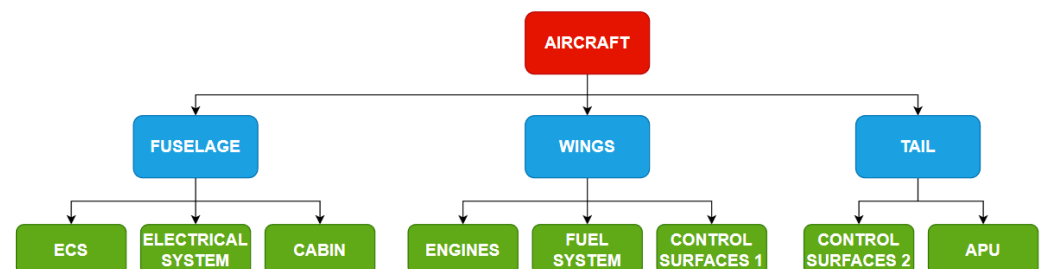 AIRCRAFT
FUSELAGE
WINGS
TAIL
ECS
ELECTRICAL
SYSTEM
CABIN
ENGINES
FUEL
SYSTEM
CONTROL
SURFACES 1
CONTROL
SURFACES 2
APU